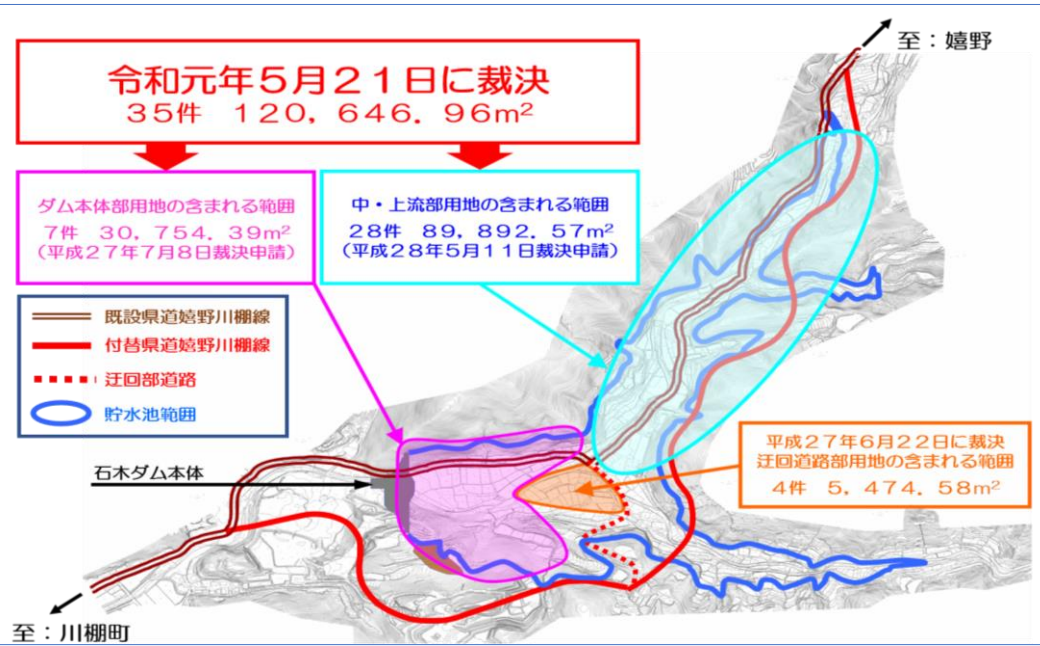 至：嬉野
令和元年５月２１日に裁決
３５件　１２０，６４６．９６m²
ダム本体部用地の含まれる範囲
７件　３０，７５４．３９m²
（平成２７年７月８日裁決申請）
中・上流部用地の含まれる範囲
２８件　８９，８９２．５７m²
（平成２８年５月１１日裁決申請）
既設県道嬉野川棚線
付替県道嬉野川棚線
迂回部道路
貯水池範囲
平成２７年６月２２日に裁決
迂回道路部用地の含まれる範囲
４件　５，４７４．５８m²
石木ダム本体
至：川棚町